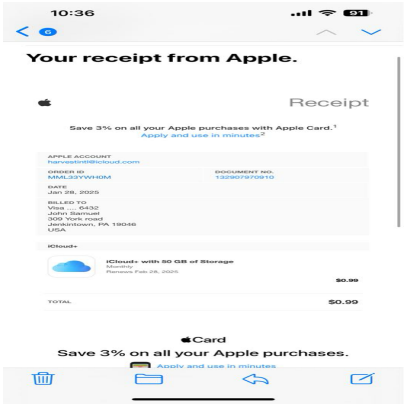 10:36
91
6
Your receipt from Apple.
Receipt
Save 3% on all your Apple purchases with Apple Card.1
Apply and use in minutes2
APPLE ACCOUNT
harvestintl@icloud.com
ORDER ID
MML33YWH0M
DOCUMENT NO.
132907970910
DATE
Jan 28, 2025
BILLED TO
Visa .... 6432
John Samuel
309 York road
Jenkintown, PA 19046
USA
iCloud+
iCloud+ with 50 GB of Storage
Monthly
Renews Feb 28, 2025
$0.99
TOTAL
$0.99
Card
Save 3% on all your Apple purchases.
Apply and use in minutes